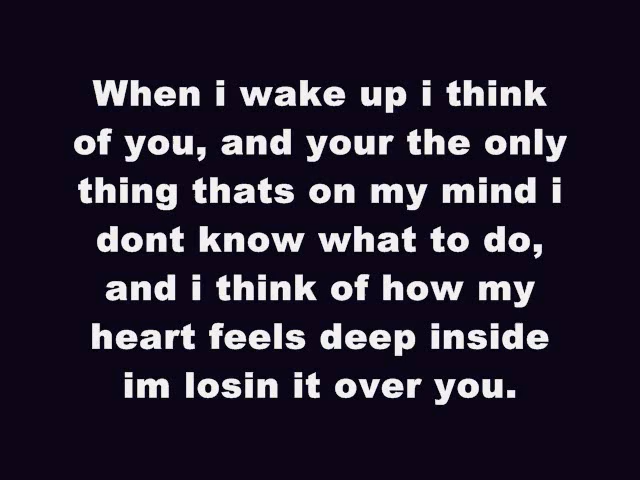 When i wake up i think
of you, and your the only
thing thats on my mind i
dont know what to do,
and i think of how my
heart feels deep inside
im losin it over you.